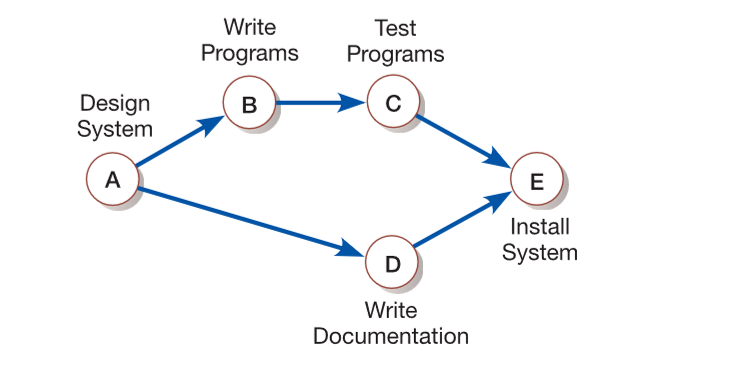 Write
Programs
Test
Programs
Design
System
B
C
A
E
Install
System
D
Write
Documentation